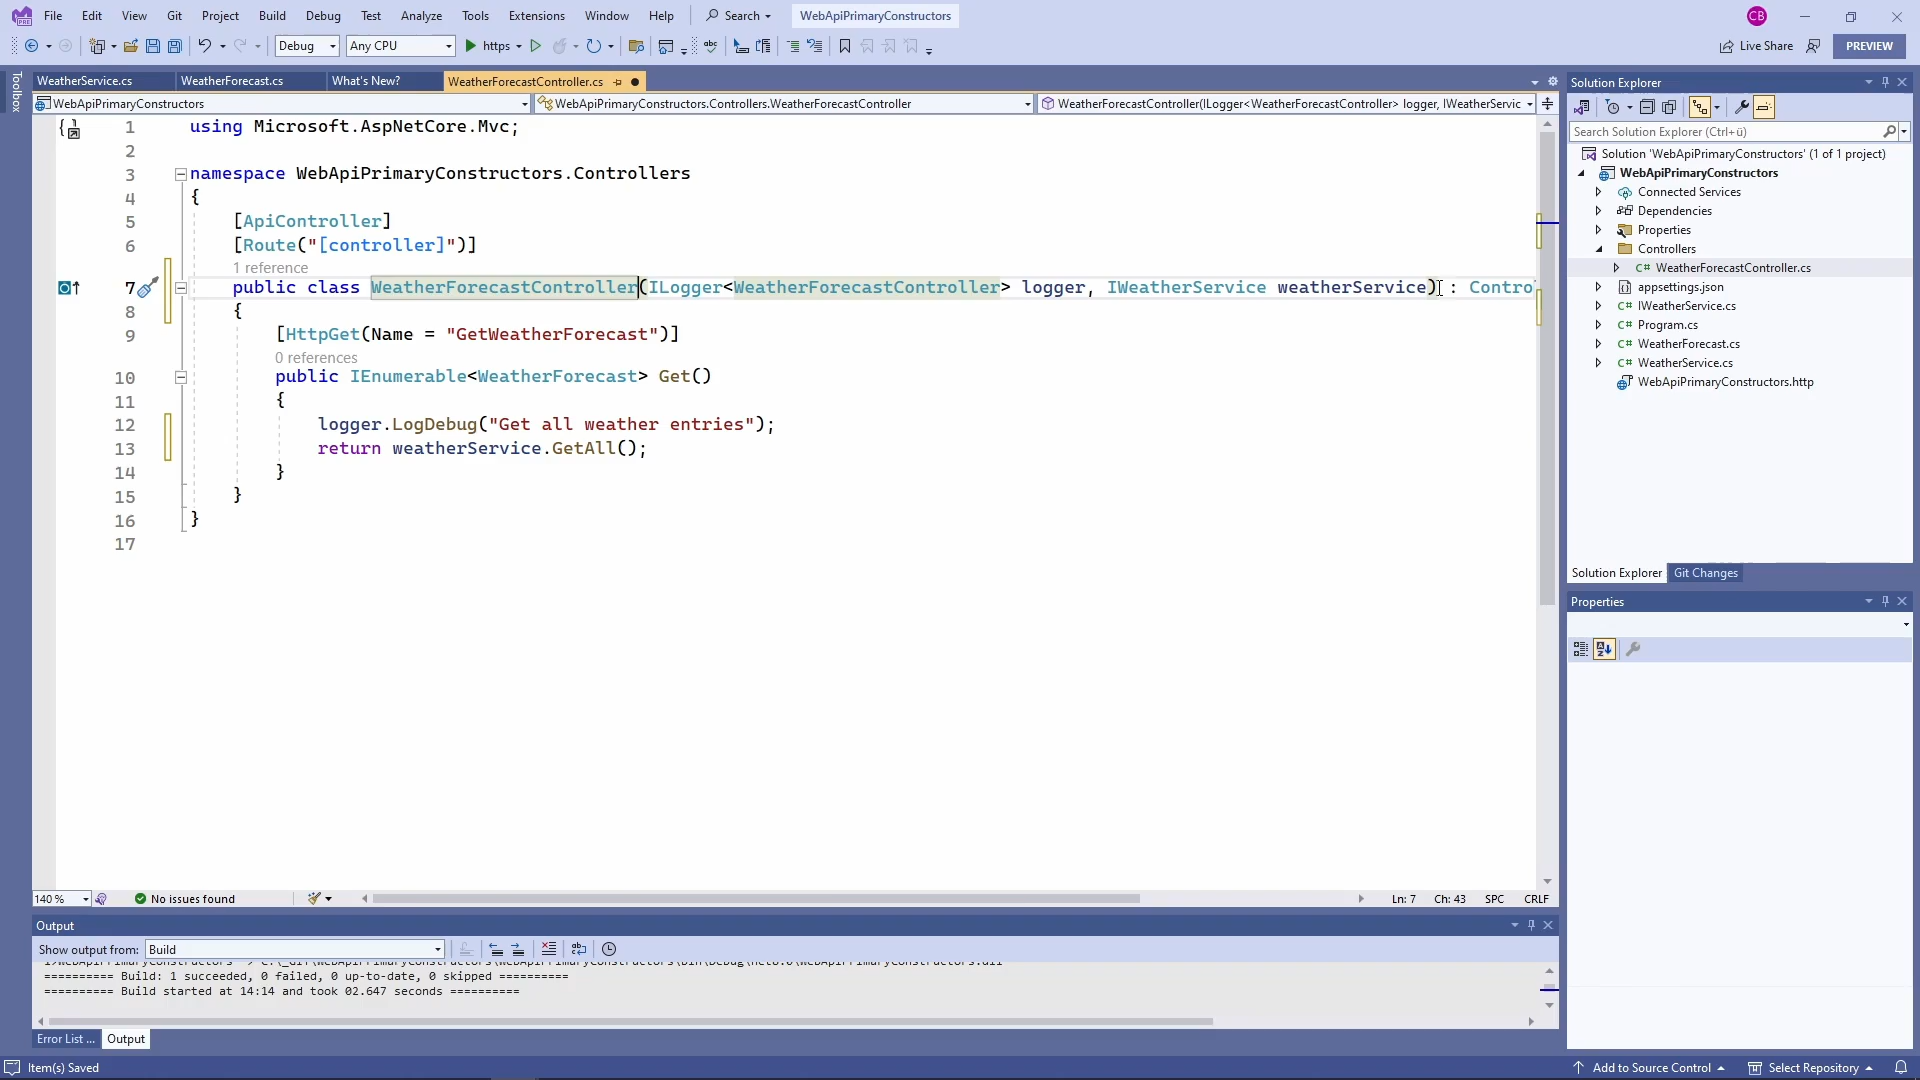 File Edit View Git Project Build Debug Test Analyze Tools Extensions Window Help Search WebApiPrimaryConstructors CB
Debug Any CPU https Live Share PREVIEW
Toolbox
WeatherService.cs WeatherForecast.cs What's New? WeatherForecastController.cs
WebApiPrimaryConstructors WebApiPrimaryConstructors.Controllers.WeatherForecastController WeatherForecastController(ILogger<WeatherForecastController> logger, IWeatherServic
1 using Microsoft.AspNetCore.Mvc;
2
3 namespace WebApiPrimaryConstructors.Controllers
4 {
5 [ApiController]
6 [Route("[controller]")]
1 reference
7 public class WeatherForecastController(ILogger<WeatherForecastController> logger, IWeatherService weatherService) : Contro
8 {
9 [HttpGet(Name = "GetWeatherForecast")]
0 references
10 public IEnumerable<WeatherForecast> Get()
11 {
12 logger.LogDebug("Get all weather entries");
13 return weatherService.GetAll();
14 }
15 }
16 }
17
140 % No issues found Ln: 7 Ch: 43 SPC CRLF
Output
Show output from: Build
========== Build: 1 succeeded, 0 failed, 0 up-to-date, 0 skipped ==========
========== Build started at 14:14 and took 02.647 seconds ==========
Error List ... Output
Item(s) Saved Add to Source Control Select Repository
Solution Explorer
Search Solution Explorer (Ctrl+ü)
Solution 'WebApiPrimaryConstructors' (1 of 1 project)
WebApiPrimaryConstructors
Connected Services
Dependencies
Properties
Controllers
C# WeatherForecastController.cs
appsettings.json
C# IWeatherService.cs
C# Program.cs
C# WeatherForecast.cs
C# WeatherService.cs
WebApiPrimaryConstructors.http
Solution Explorer Git Changes
Properties